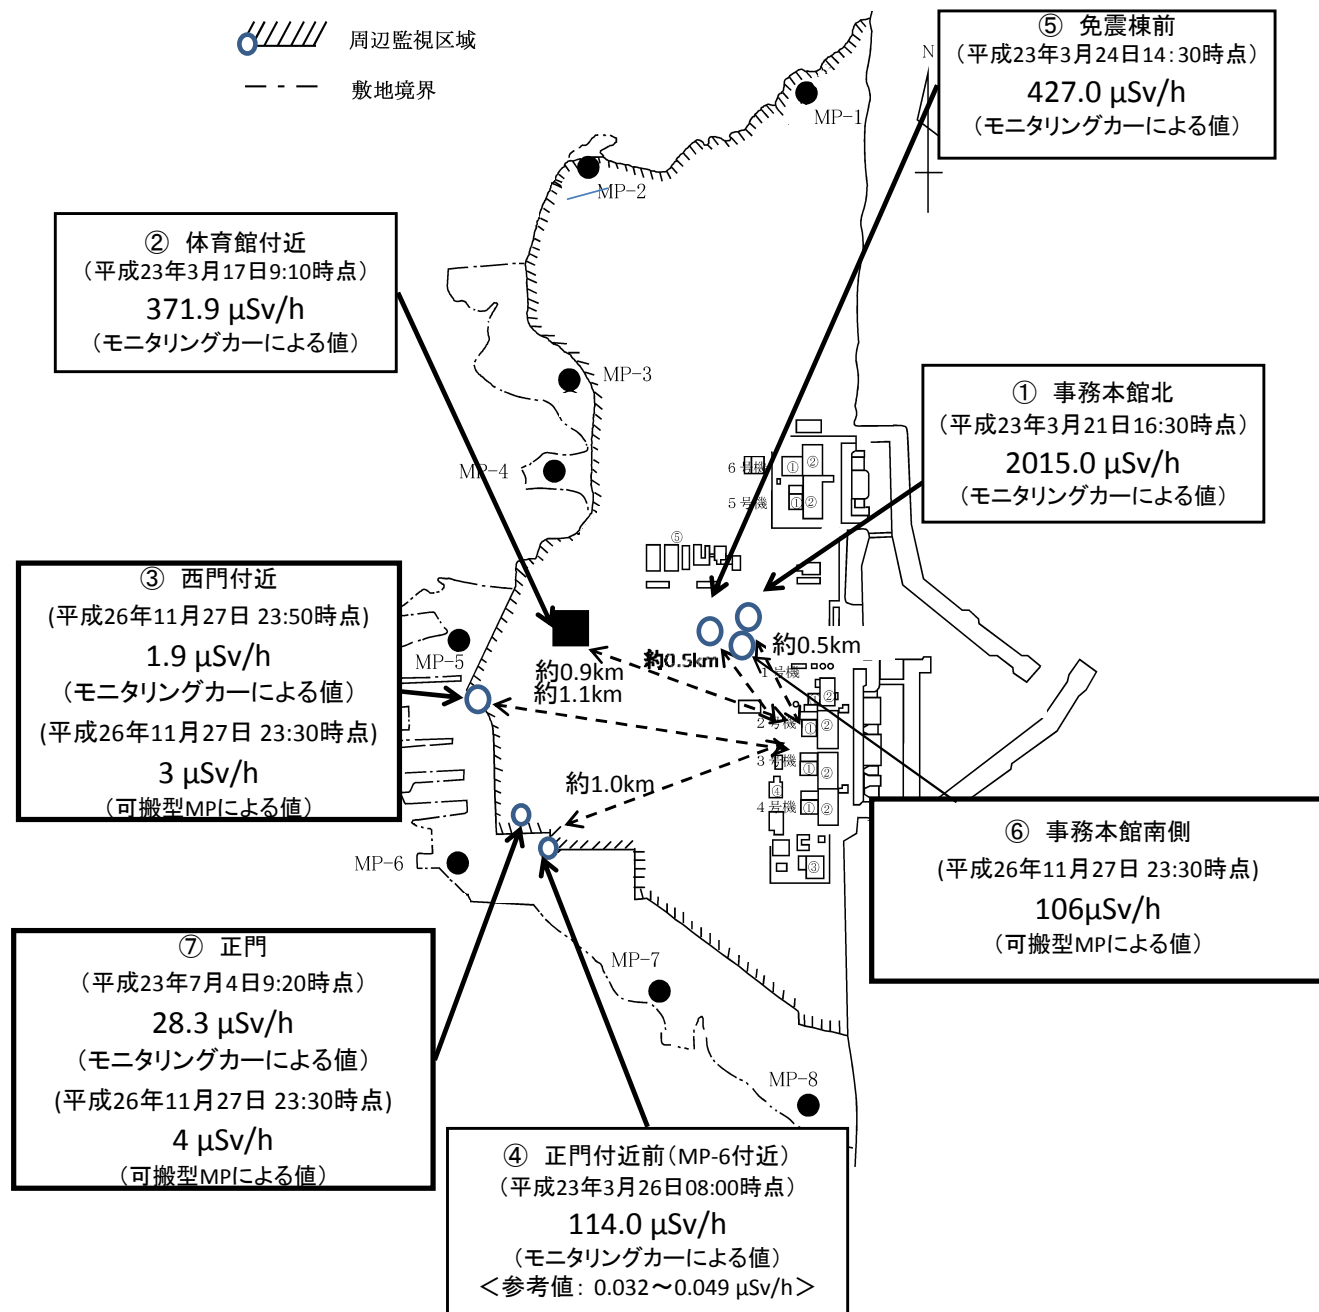 周辺監視区域
敷地境界
⑤ 免震棟前
(平成23年3月24日14:30時点)
427.0 μSv/h
(モニタリングカーによる値)
N
MP-1
MP-2
② 体育館付近
(平成23年3月17日9:10時点)
371.9 μSv/h
(モニタリングカーによる値)
MP-3
MP-4
① 事務本館北
(平成23年3月21日16:30時点)
2015.0 μSv/h
(モニタリングカーによる値)
6号機
①
②
5号機
①
②
⑤
③ 西門付近
(平成26年11月27日 23:50時点)
1.9 μSv/h
(モニタリングカーによる値)
(平成26年11月27日 23:30時点)
3 μSv/h
(可搬型MPによる値)
MP-5
約0.9km
約1.1km
約0.5km
約0.5km
1号機
②
2号機
①
②
3号機
①
②
④
4号機
①
②
③
約1.0km
MP-6
⑥ 事務本館南側
(平成26年11月27日 23:30時点)
106μSv/h
(可搬型MPによる値)
⑦ 正門
(平成23年7月4日9:20時点)
28.3 μSv/h
(モニタリングカーによる値)
(平成26年11月27日 23:30時点)
4 μSv/h
(可搬型MPによる値)
MP-7
MP-8
④ 正門付近前(MP-6付近)
(平成23年3月26日08:00時点)
114.0 μSv/h
(モニタリングカーによる値)
<参考値: 0.032~0.049 μSv/h>